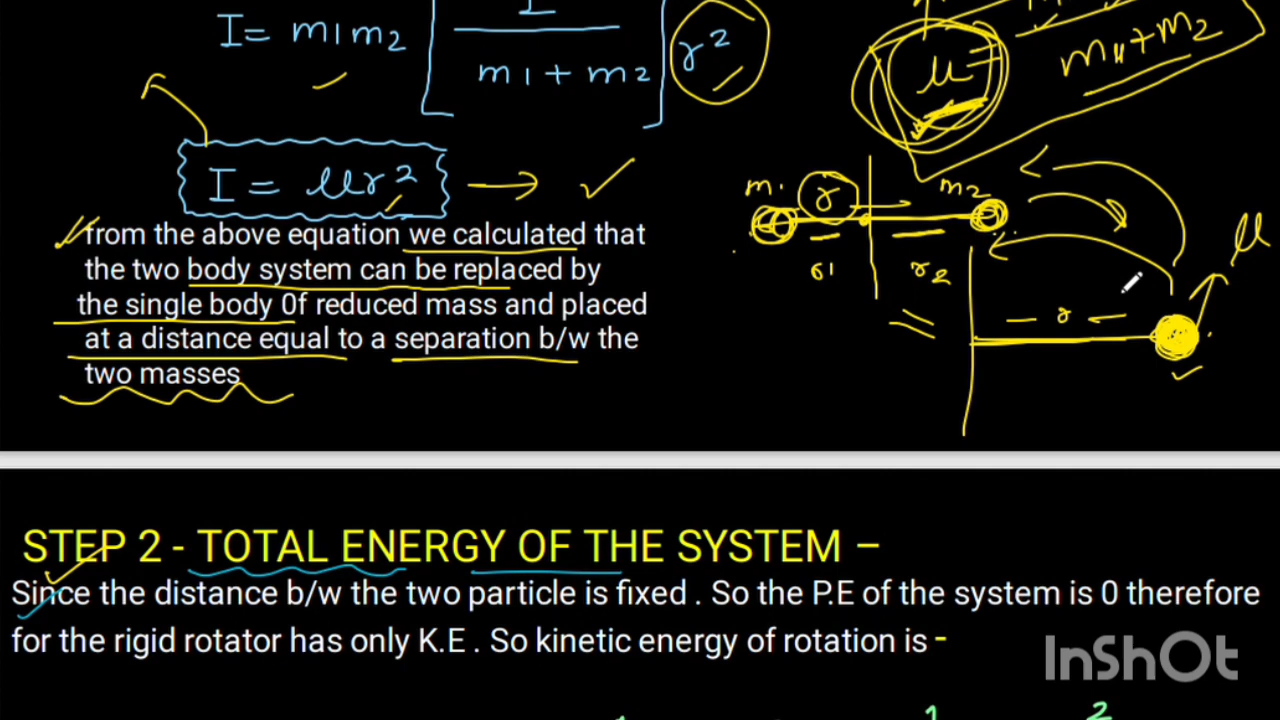 I = m1m2 [ 1 / m1 + m2 ] r2
μ =
m1+m2
I = μr2
m1 r m2
r1 r2
μ
= r
from the above equation we calculated that
the two body system can be replaced by
the single body 0f reduced mass and placed
at a distance equal to a separation b/w the
two masses
STEP 2 - TOTAL ENERGY OF THE SYSTEM –
Since the distance b/w the two particle is fixed . So the P.E of the system is 0 therefore
for the rigid rotator has only K.E . So kinetic energy of rotation is -
InShOt